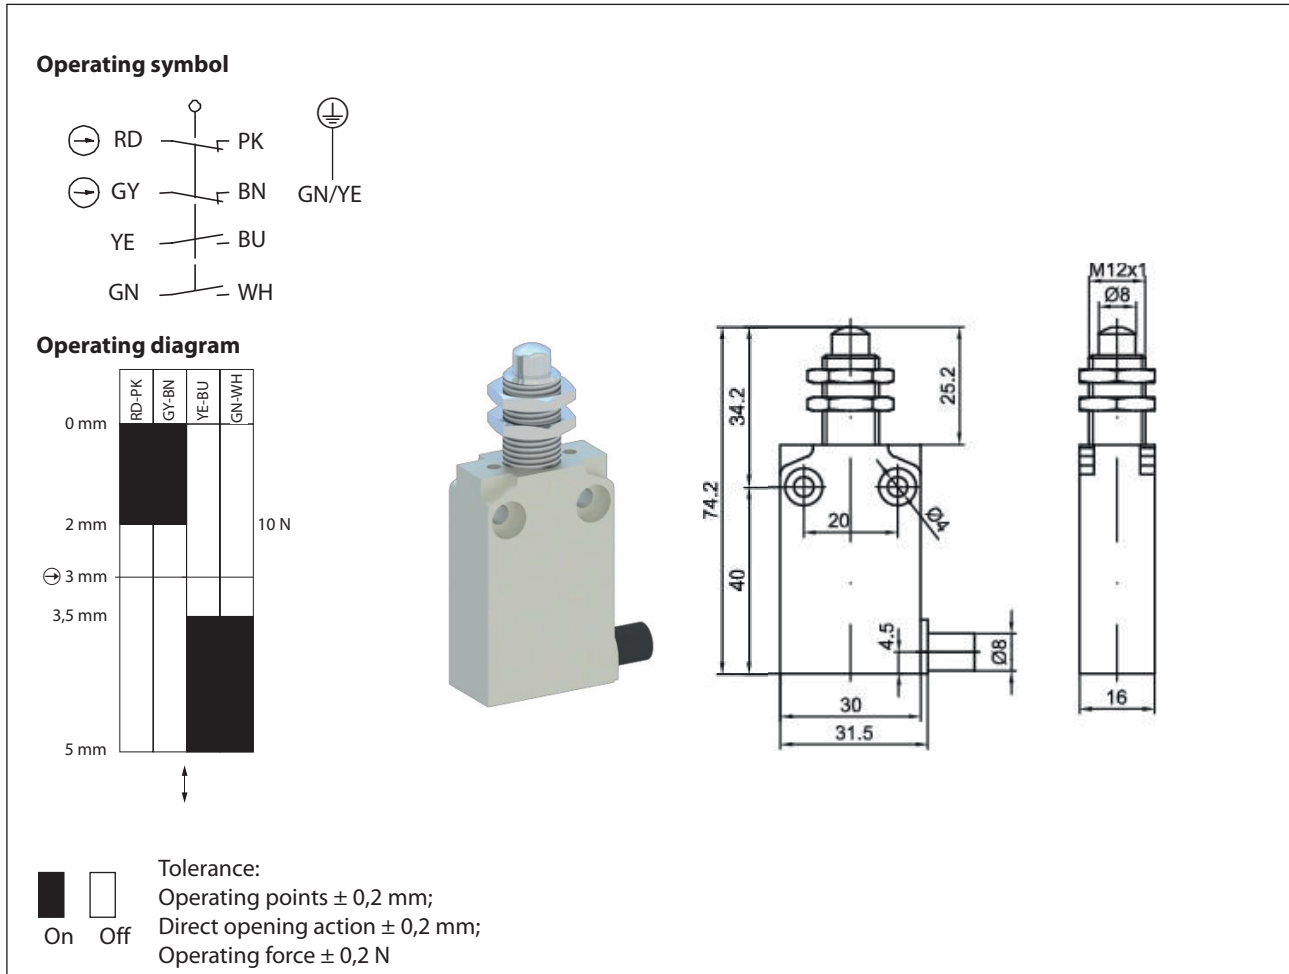 Operating symbol
RD PK
GY BN GN/YE
YE BU
GN WH
Operating diagram
RD-PK
GY-BN
YE-BU
GN-WH
0 mm
2 mm
10 N
3 mm
3,5 mm
5 mm
M12x1
Ø8
34.2
25.2
74.2
20
Ø4
40
4.5
Ø8
30
31.5
16
On Off
Tolerance:
Operating points ± 0,2 mm;
Direct opening action ± 0,2 mm;
Operating force ± 0,2 N